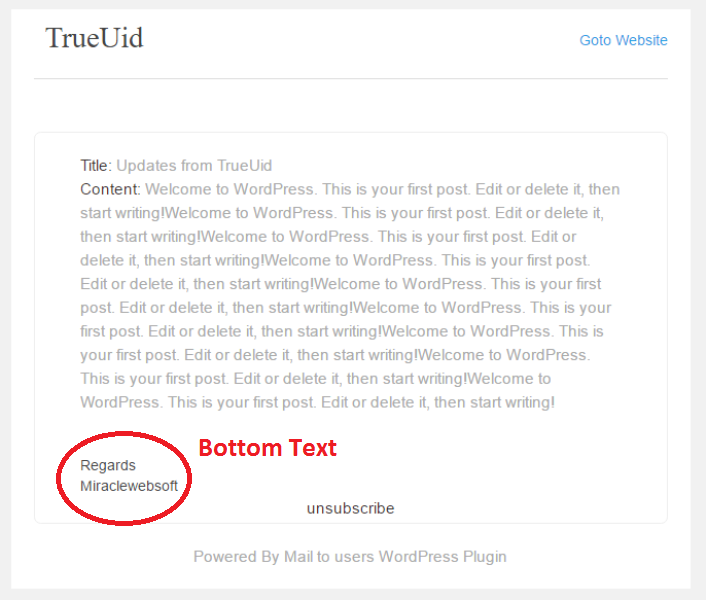 TrueUid
Goto Website
Title: Updates from TrueUid
Content: Welcome to WordPress. This is your first post. Edit or delete it, then
start writing!Welcome to WordPress. This is your first post. Edit or delete it,
then start writing!Welcome to WordPress. This is your first post. Edit or
delete it, then start writing!Welcome to WordPress. This is your first post.
Edit or delete it, then start writing!Welcome to WordPress. This is your first
post. Edit or delete it, then start writing!Welcome to WordPress. This is your
first post. Edit or delete it, then start writing!Welcome to WordPress. This is
your first post. Edit or delete it, then start writing!Welcome to WordPress.
This is your first post. Edit or delete it, then start writing!Welcome to
WordPress. This is your first post. Edit or delete it, then start writing!
Bottom Text
Regards
Miraclewebsoft
unsubscribe
Powered By Mail to users WordPress Plugin